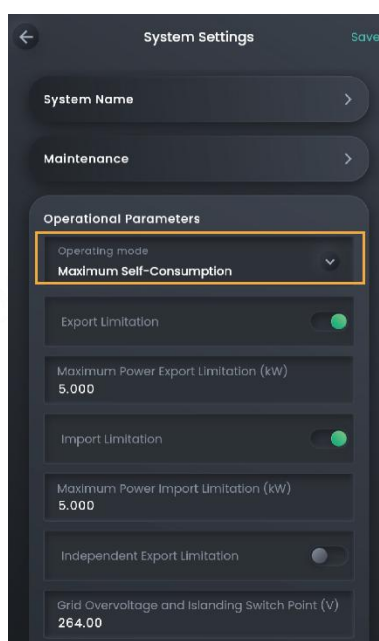 System Settings
Save
System Name
Maintenance
Operational Parameters
Operating mode
Maximum Self-Consumption
Export Limitation
Maximum Power Export Limitation (kW)
5.000
Import Limitation
Maximum Power Import Limitation (kW)
5.000
Independent Export Limitation
Grid Overvoltage and Islanding Switch Point (V)
264.00